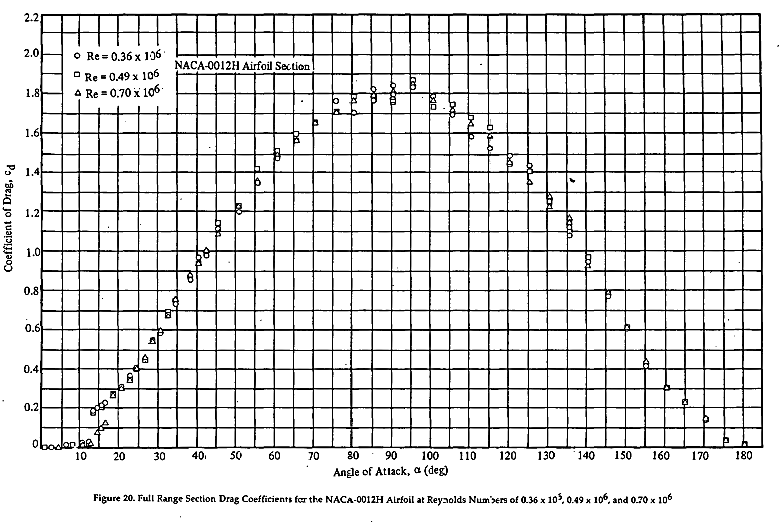 2.2
2.0
1.8
1.6
1.4
1.2
1.0
0.8
0.6
0.4
0.2
0
Coefficient of Drag, cd
Re = 0.36 x 10⁶
Re = 0.49 x 10⁶
Re = 0.70 x 10⁶
NACA-0012H Airfoil Section
10 20 30 40 50 60 70 80 90 100 110 120 130 140 150 160 170 180
Angle of Attack, α (deg)
Figure 20. Full Range Section Drag Coefficients for the NACA-0012H Airfoil at Reynolds Numbers of 0.36 x 10⁵, 0.49 x 10⁶, and 0.70 x 10⁶